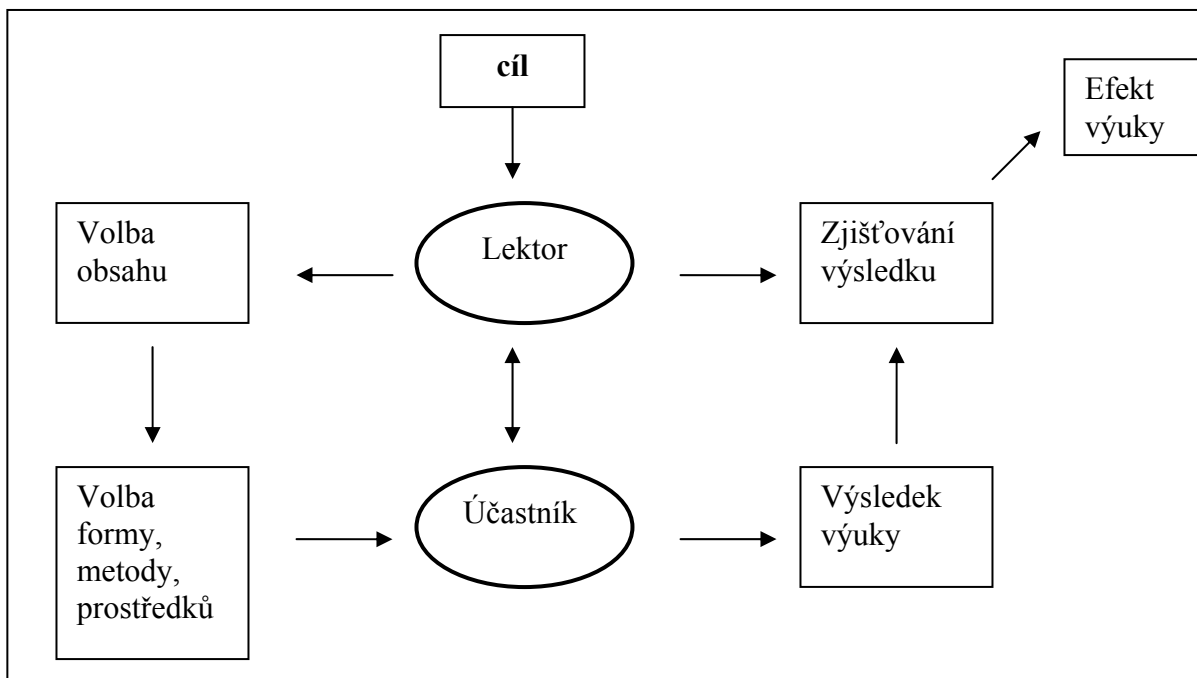 cíl
Efekt
výuky
Volba
obsahu
Lektor
Zjišťování
výsledku
Volba
formy,
metody,
prostředků
Účastník
Výsledek
výuky